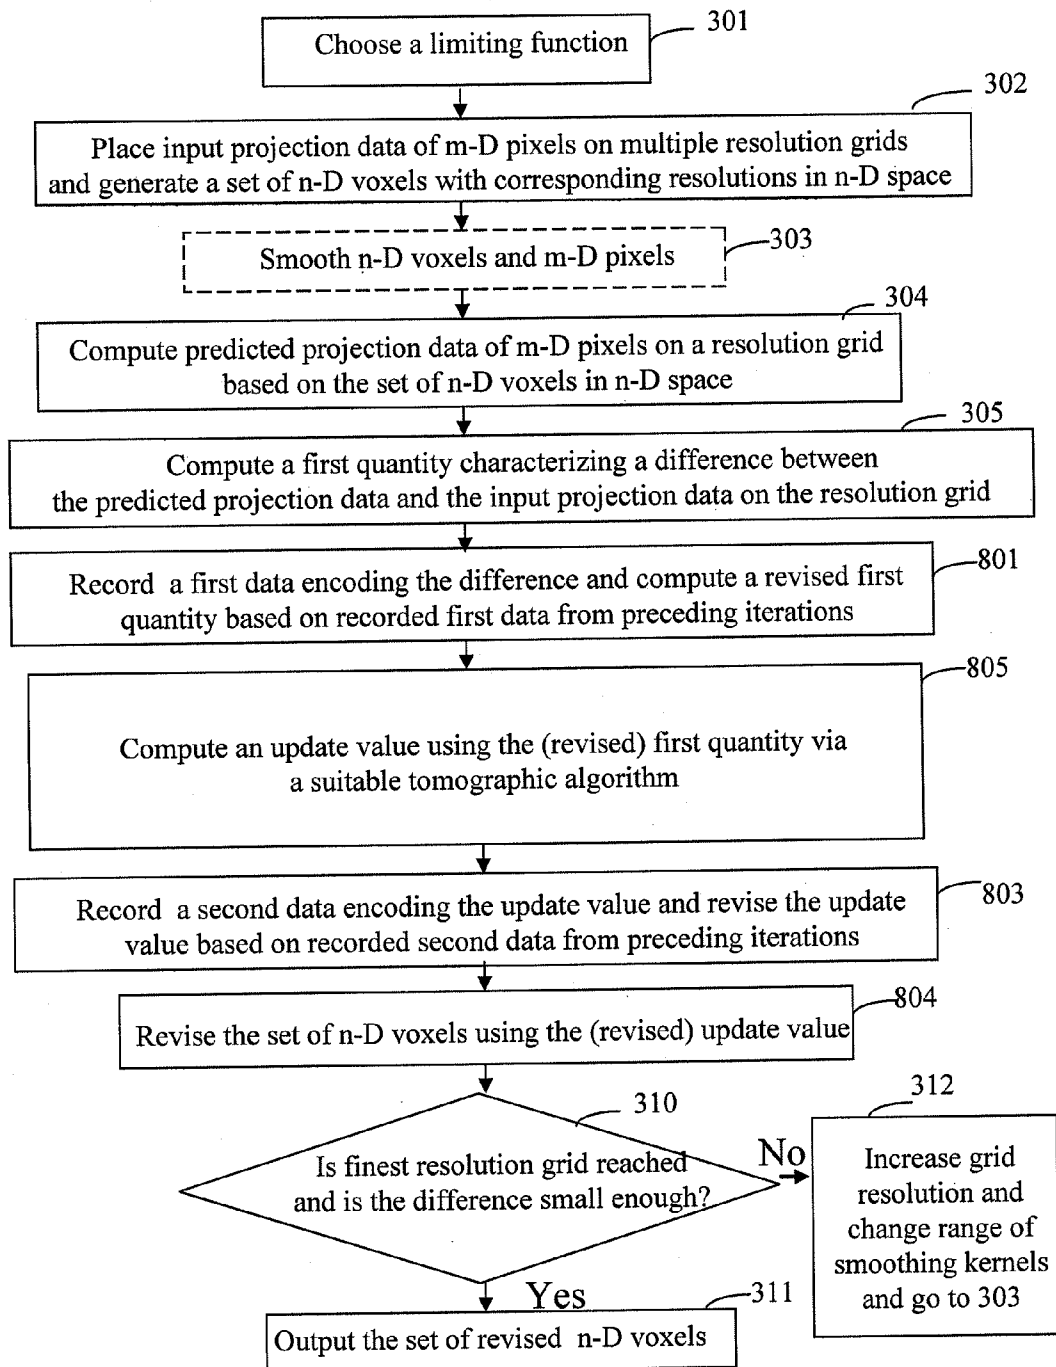 Choose a limiting function
301
302
Place input projection data of m-D pixels on multiple resolution grids
and generate a set of n-D voxels with corresponding resolutions in n-D space
Smooth n-D voxels and m-D pixels
303
304
Compute predicted projection data of m-D pixels on a resolution grid
based on the set of n-D voxels in n-D space
305
Compute a first quantity characterizing a difference between
the predicted projection data and the input projection data on the resolution grid
Record a first data encoding the difference and compute a revised first
quantity based on recorded first data from preceding iterations
801
805
Compute an update value using the (revised) first quantity via
a suitable tomographic algorithm
Record a second data encoding the update value and revise the update
value based on recorded second data from preceding iterations
803
804
Revise the set of n-D voxels using the (revised) update value
310
Is finest resolution grid reached
and is the difference small enough?
No
312
Increase grid
resolution and
change range of
smoothing kernels
and go to 303
Yes
311
Output the set of revised n-D voxels